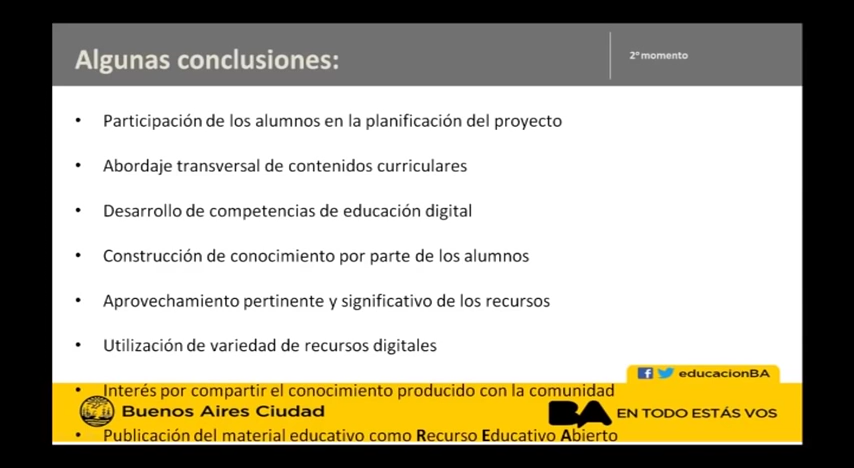 Algunas conclusiones:
2º momento
• Participación de los alumnos en la planificación del proyecto
• Abordaje transversal de contenidos curriculares
• Desarrollo de competencias de educación digital
• Construcción de conocimiento por parte de los alumnos
• Aprovechamiento pertinente y significativo de los recursos
• Utilización de variedad de recursos digitales
educacionBA
• Interés por compartir el conocimiento producido con la comunidad
Buenos Aires Ciudad
BA EN TODO ESTÁS VOS
• Publicación del material educativo como Recurso Educativo Abierto